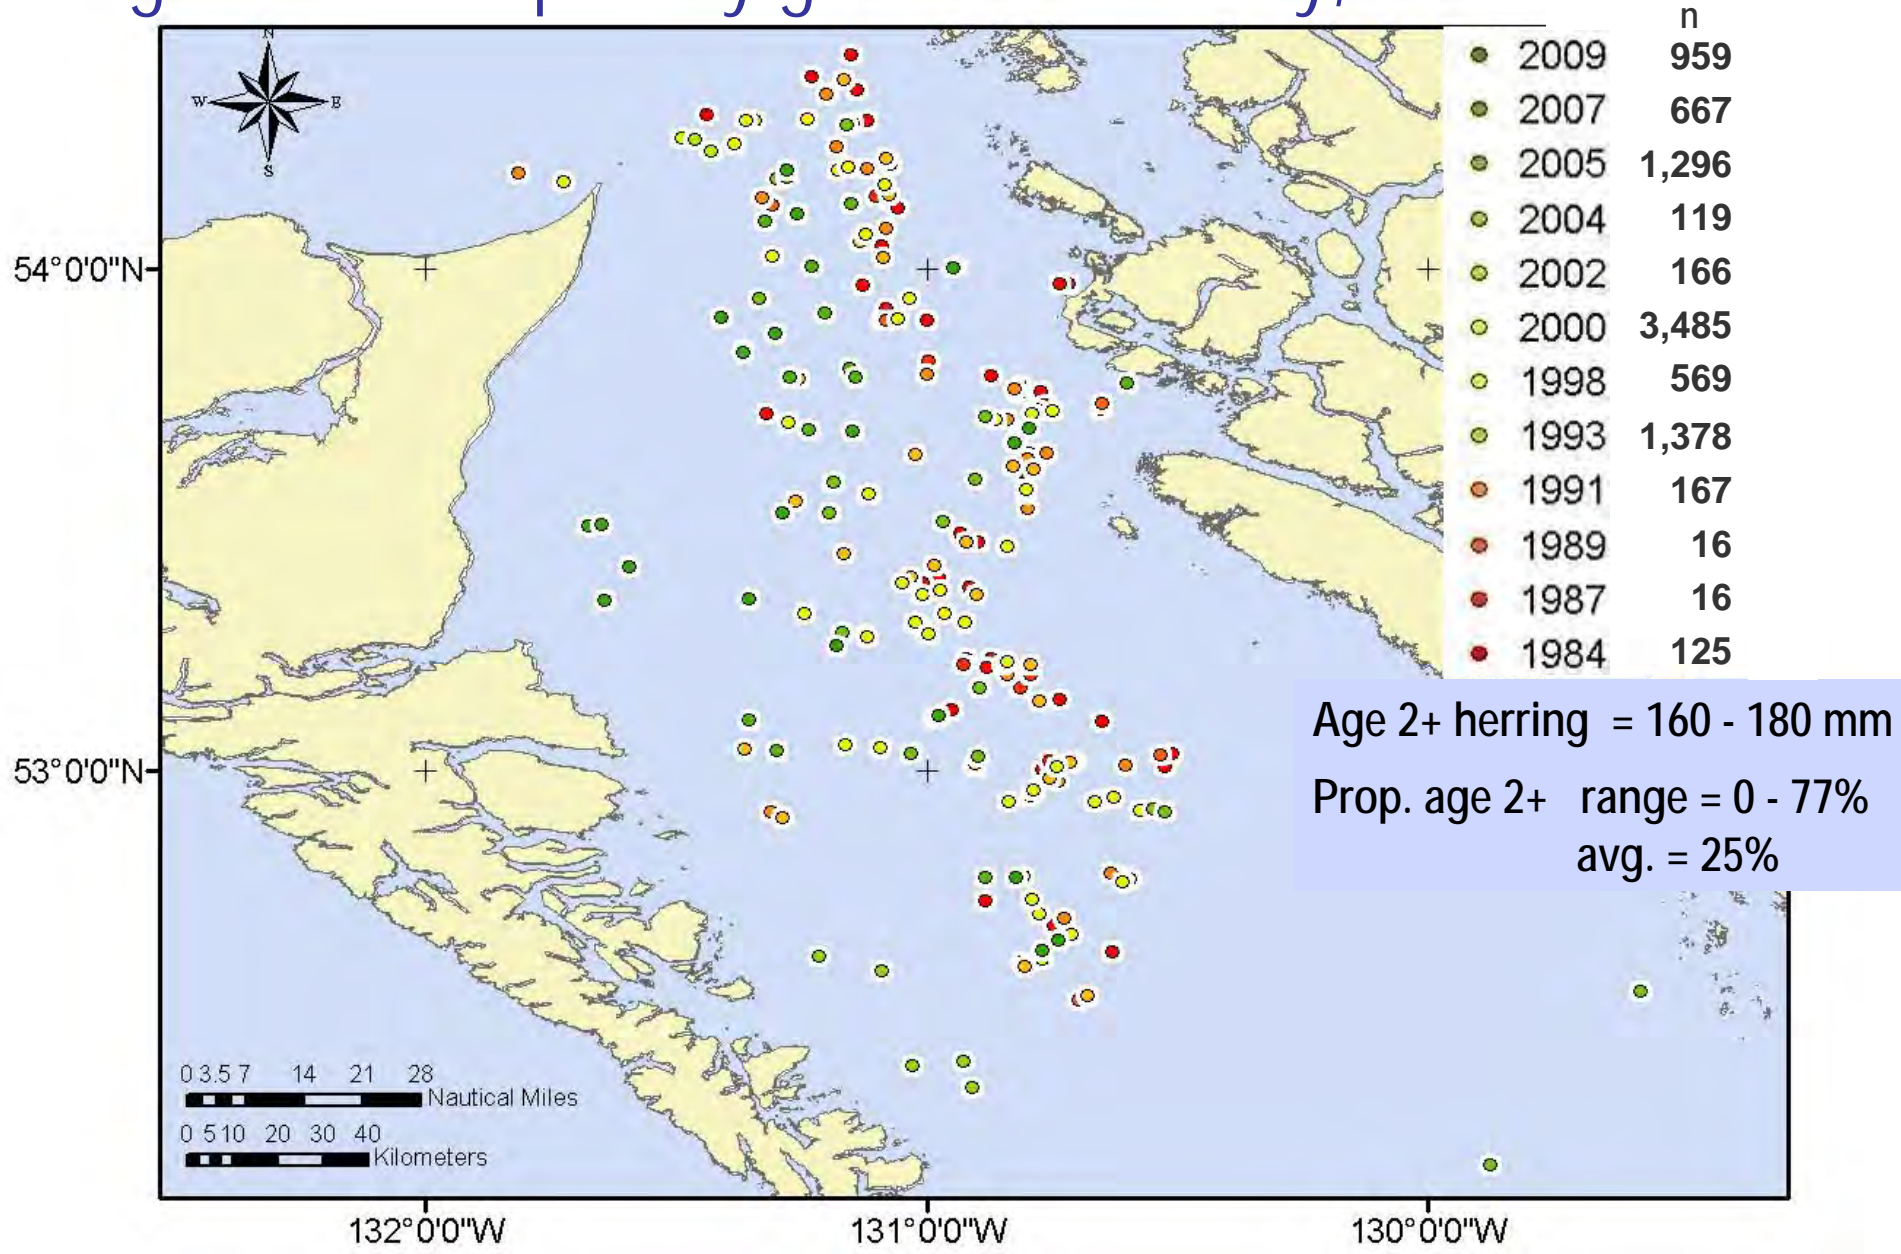 n
2009 959
2007 667
2005 1,296
2004 119
2002 166
2000 3,485
1998 569
1993 1,378
1991 167
1989 16
1987 16
1984 125
N
W E
S
54°0'0"N
53°0'0"N
Age 2+ herring = 160 - 180 mm
Prop. age 2+ range = 0 - 77%
avg. = 25%
0 3.5 7 14 21 28
Nautical Miles
0 5 10 20 30 40
Kilometers
132°0'0"W 131°0'0"W 130°0'0"W